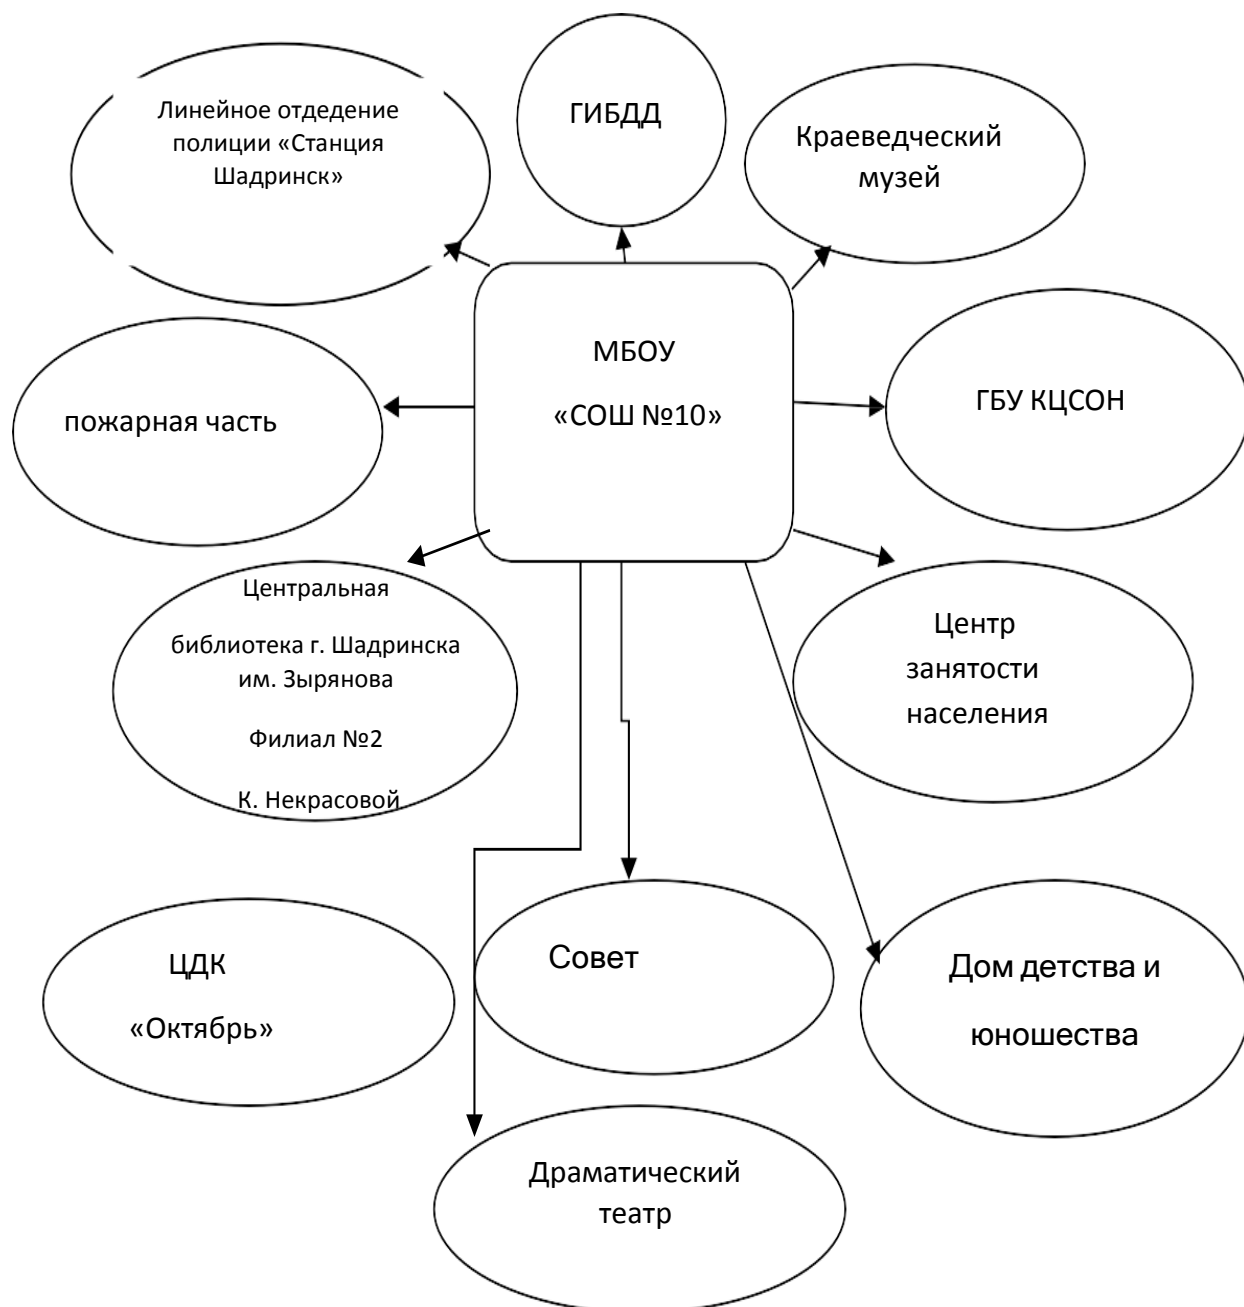 Линейное отдедение
полиции «Станция
Шадринск»
ГИБДД
Краеведческий
музей
МБОУ
«СОШ №10»
пожарная часть
ГБУ КЦСОН
Центральная
библиотека г. Шадринска
им. Зырянова
Филиал №2
К. Некрасовой
Центр
занятости
населения
ЦДК
«Октябрь»
Совет
Дом детства и
юношества
Драматический
театр